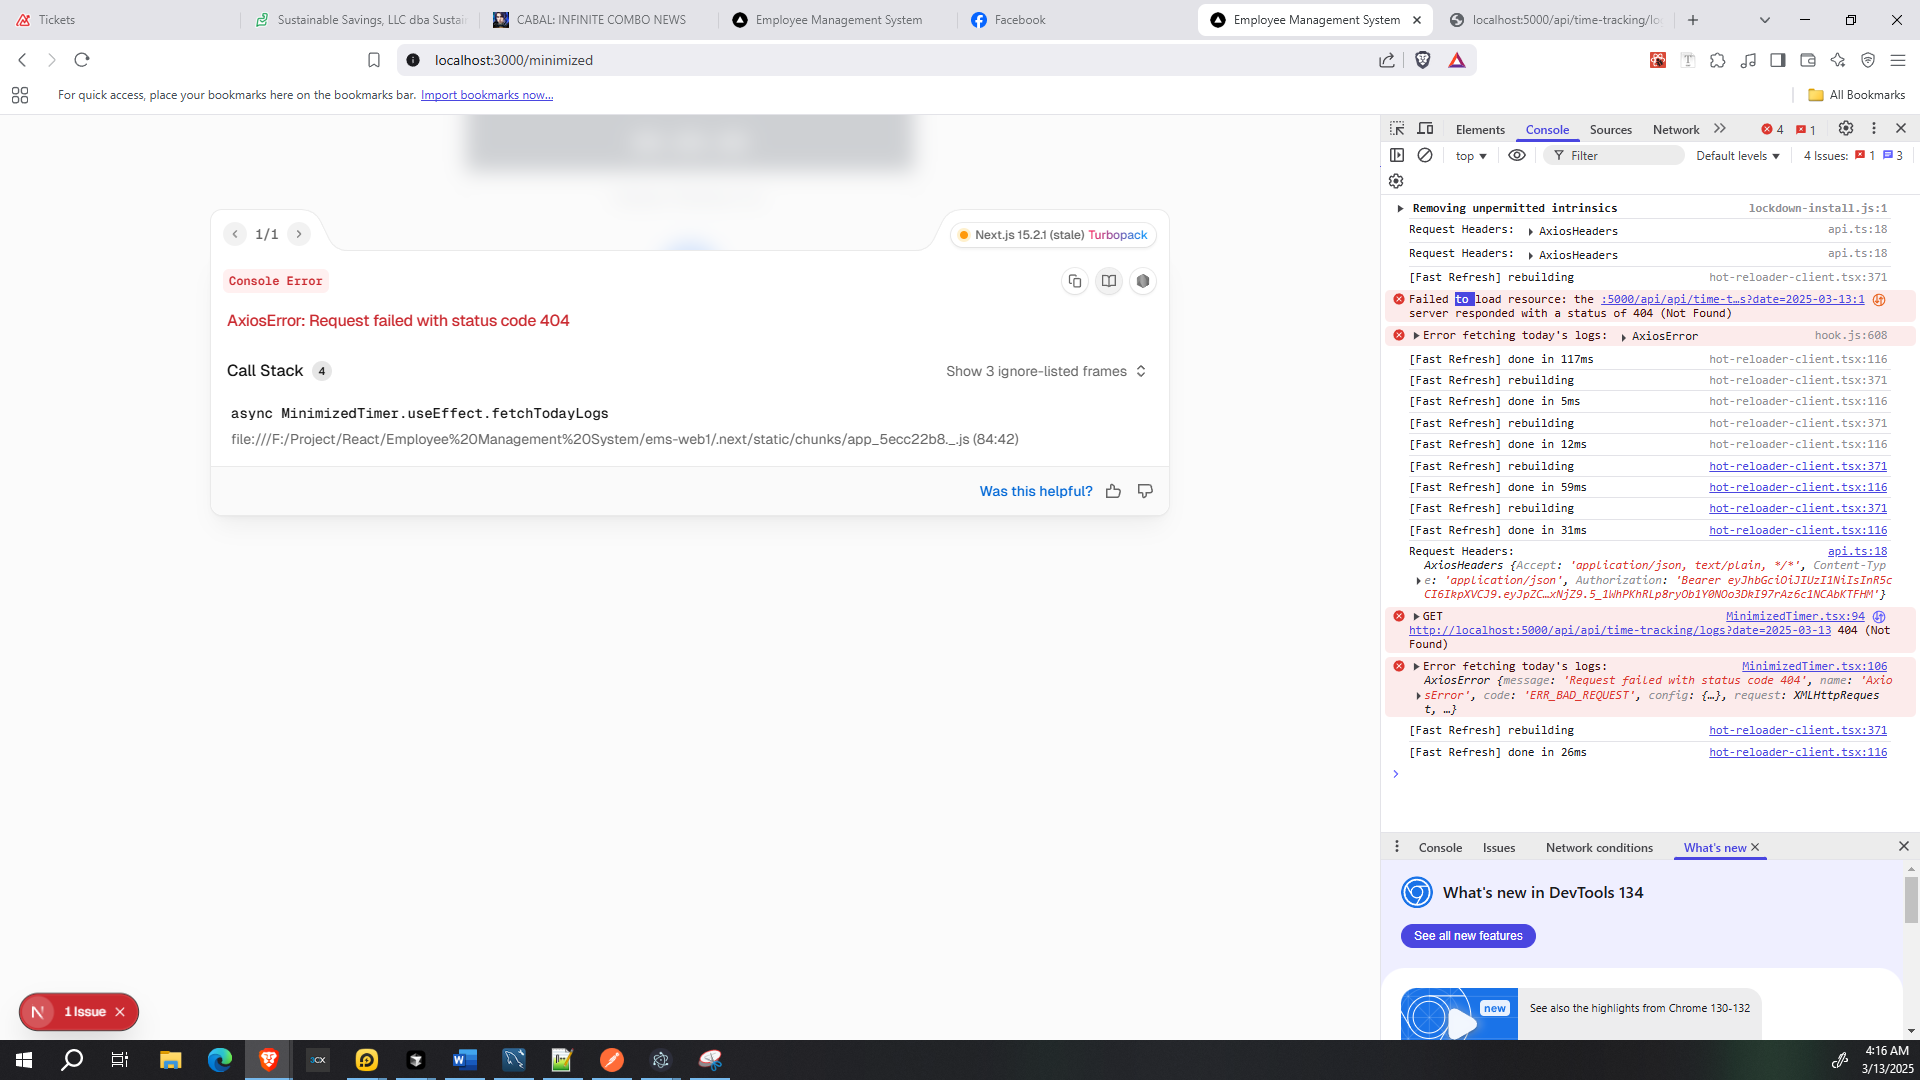 Tickets
Sustainable Savings, LLC dba Sustain
CABAL: INFINITE COMBO NEWS
Employee Management System
Facebook
Employee Management System
localhost:5000/api/time-tracking/lo
localhost:3000/minimized
For quick access, place your bookmarks here on the bookmarks bar. Import bookmarks now...
All Bookmarks
1/1
Next.js 15.2.1 (stale) Turbopack
Console Error
AxiosError: Request failed with status code 404
Call Stack 4
Show 3 ignore-listed frames
async MinimizedTimer.useEffect.fetchTodayLogs
file:///F:/Project/React/Employee%20Management%20System/ems-web1/.next/static/chunks/app_5ecc22b8._.js (84:42)
Was this helpful?
N 1 Issue
Elements Console Sources Network 4 1
top Filter Default levels 4 Issues: 1 3
Removing unpermitted intrinsics lockdown-install.js:1
Request Headers: AxiosHeaders api.ts:18
Request Headers: AxiosHeaders api.ts:18
[Fast Refresh] rebuilding hot-reloader-client.tsx:371
Failed to load resource: the :5000/api/api/time-t…s?date=2025-03-13:1
server responded with a status of 404 (Not Found)
Error fetching today's logs: AxiosError hook.js:608
[Fast Refresh] done in 117ms hot-reloader-client.tsx:116
[Fast Refresh] rebuilding hot-reloader-client.tsx:371
[Fast Refresh] done in 5ms hot-reloader-client.tsx:116
[Fast Refresh] rebuilding hot-reloader-client.tsx:371
[Fast Refresh] done in 12ms hot-reloader-client.tsx:116
[Fast Refresh] rebuilding hot-reloader-client.tsx:371
[Fast Refresh] done in 59ms hot-reloader-client.tsx:116
[Fast Refresh] rebuilding hot-reloader-client.tsx:371
[Fast Refresh] done in 31ms hot-reloader-client.tsx:116
Request Headers: api.ts:18
AxiosHeaders {Accept: 'application/json, text/plain, */*', Content-Typ
e: 'application/json', Authorization: 'Bearer eyJhbGciOiJIUzI1NiIsInR5c
CI6IkpXVCJ9.eyJpZC…xNjZ9.5_1WhPKhRLp8ryOb1Y0NOo3DkI97rAz6c1NCAbKTFHM'}
GET MinimizedTimer.tsx:94
http://localhost:5000/api/api/time-tracking/logs?date=2025-03-13 404 (Not
Found)
Error fetching today's logs: MinimizedTimer.tsx:106
AxiosError {message: 'Request failed with status code 404', name: 'Axio
sError', code: 'ERR_BAD_REQUEST', config: {…}, request: XMLHttpReques
t, …}
[Fast Refresh] rebuilding hot-reloader-client.tsx:371
[Fast Refresh] done in 26ms hot-reloader-client.tsx:116
Console Issues Network conditions What's new
What's new in DevTools 134
See all new features
new
See also the highlights from Chrome 130-132
3CX
4:16 AM
3/13/2025